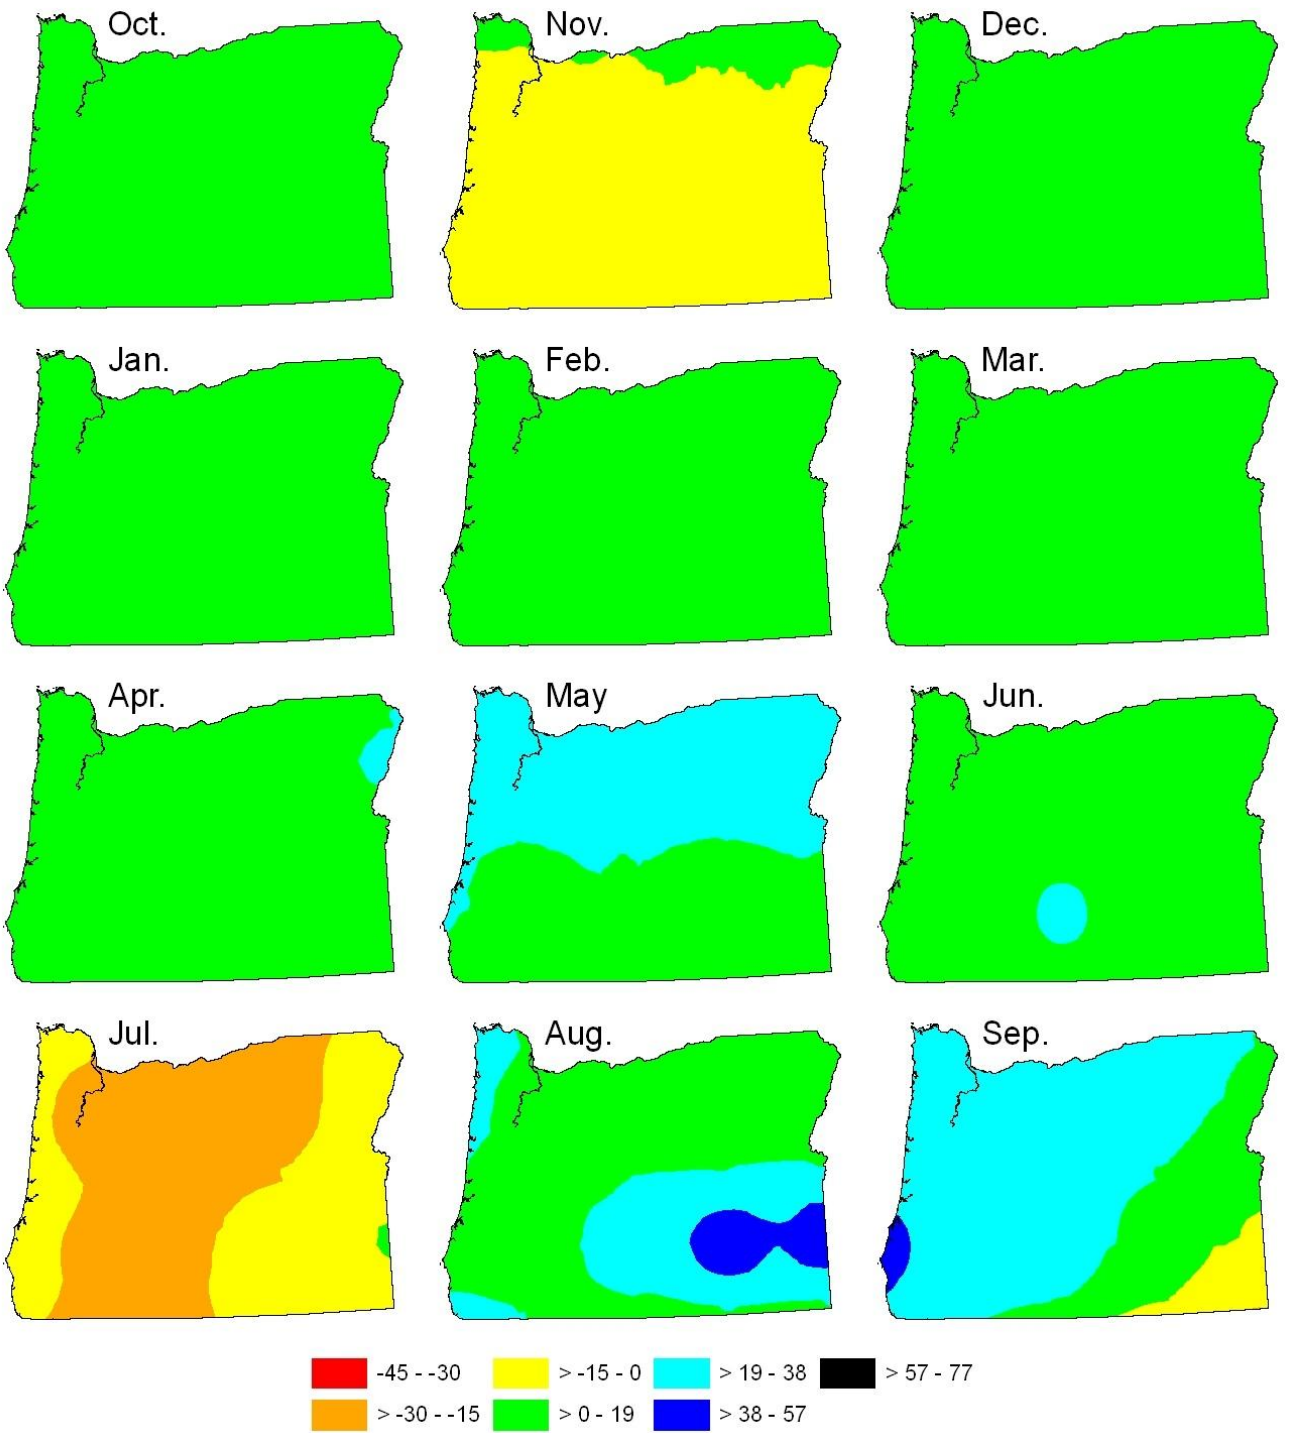 Oct.
Nov.
Dec.
Jan.
Feb.
Mar.
Apr.
May
Jun.
Jul.
Aug.
Sep.
-45 - -30
> -15 - 0
> 19 - 38
> 57 - 77
> -30 - -15
> 0 - 19
> 38 - 57